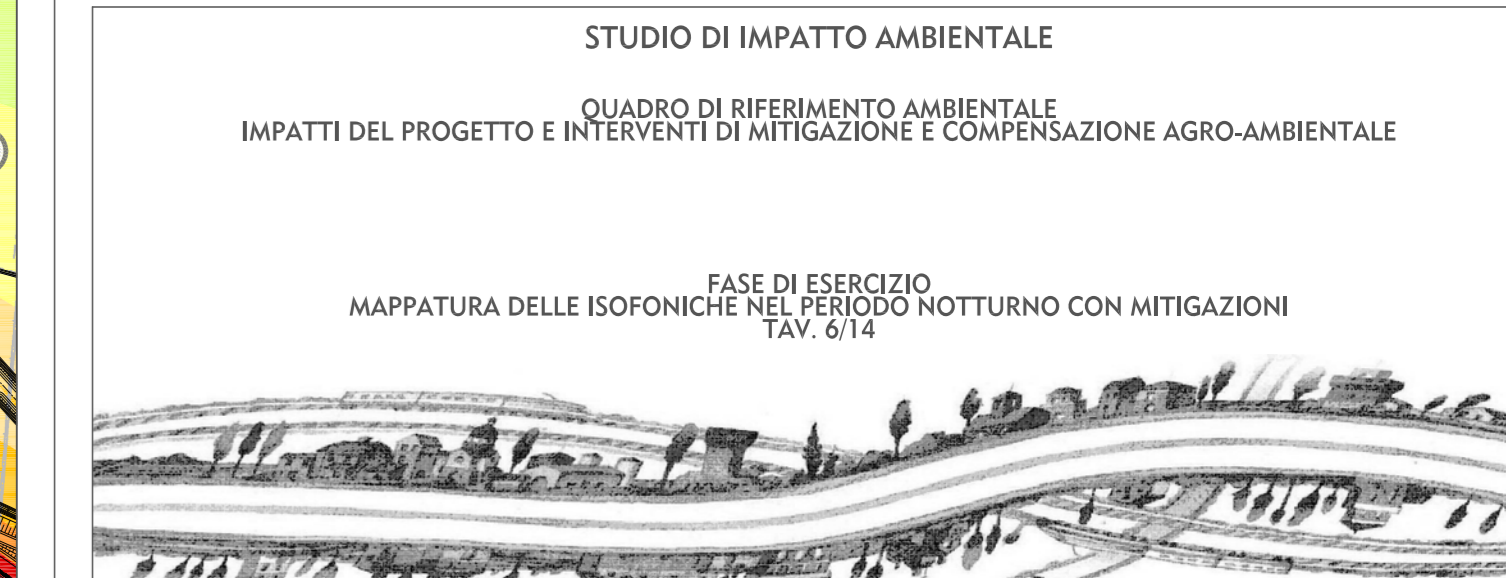 STUDIO DI IMPATTO AMBIENTALE
QUADRO DI RIFERIMENTO AMBIENTALE
IMPATTI DEL PROGETTO E INTERVENTI DI MITIGAZIONE E COMPENSAZIONE AGRO-AMBIENTALE
FASE DI ESERCIZIO
MAPPATURA DELLE ISOFONICHE NEL PERIODO NOTTURNO CON MITIGAZIONI
TAV. 6/14